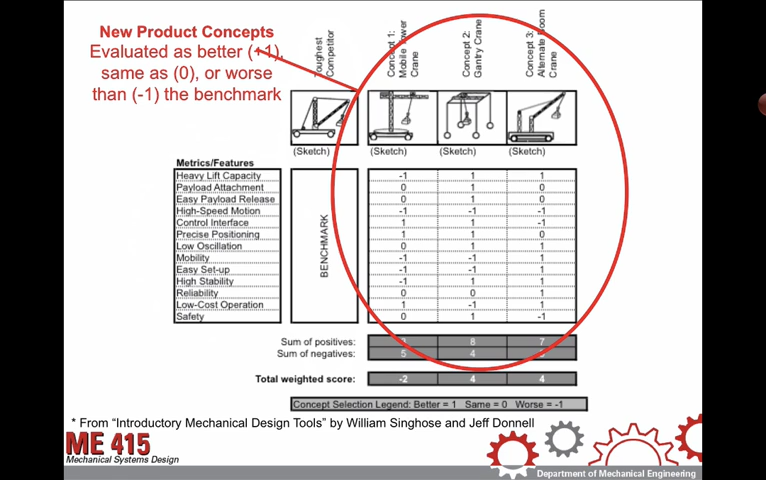 New Product Concepts
Evaluated as better (+1),
same as (0), or worse
than (-1) the benchmark
Toughest Competitor
Concept 1: Mobile Tower Crane
Concept 2: Gantry Crane
Concept 3: Alternate Boom Crane
(Sketch) (Sketch) (Sketch) (Sketch)
Metrics/Features
BENCHMARK
Heavy Lift Capacity -1 1 1
Payload Attachment 0 1 0
Easy Payload Release 0 1 0
High-Speed Motion -1 -1 -1
Control Interface 1 1 -1
Precise Positioning 1 1 0
Low Oscillation 0 1 1
Mobility -1 -1 1
Easy Set-up -1 -1 1
High Stability -1 1 1
Reliability 0 0 1
Low-Cost Operation 1 -1 1
Safety 0 1 -1
Sum of positives: 8 7
Sum of negatives: 5 4
Total weighted score: -2 4 4
Concept Selection Legend: Better = 1 Same = 0 Worse = -1
* From “Introductory Mechanical Design Tools” by William Singhose and Jeff Donnell
ME 415
Mechanical Systems Design
Department of Mechanical Engineering